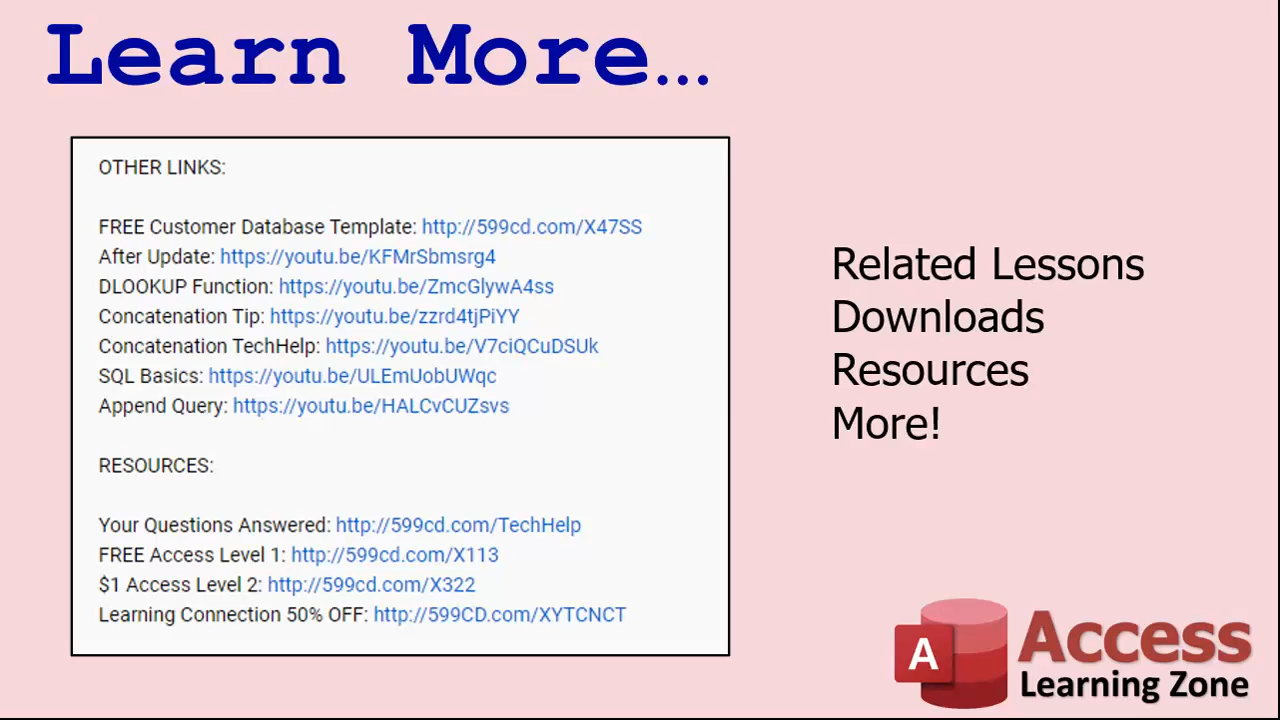 Learn More...
OTHER LINKS:
FREE Customer Database Template: http://599cd.com/X47SS
After Update: https://youtu.be/KFMrSbmsrg4
DLOOKUP Function: https://youtu.be/ZmcGlywA4ss
Concatenation Tip: https://youtu.be/zzrd4tjPiYY
Concatenation TechHelp: https://youtu.be/V7ciQCuDSUk
SQL Basics: https://youtu.be/ULEmUobUWqc
Append Query: https://youtu.be/HALCvCUZsvs
RESOURCES:
Your Questions Answered: http://599cd.com/TechHelp
FREE Access Level 1: http://599cd.com/X113
$1 Access Level 2: http://599cd.com/X322
Learning Connection 50% OFF: http://599CD.com/XYTCNCT
Related Lessons
Downloads
Resources
More!
A
Access
Learning Zone